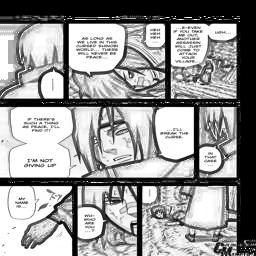 UGH...
E-EVEN
IF YOU
TAKE ME
OUT,
OTHER
ASSASSINS
WILL JUST
COME TO
ATTACK
YOUR
VILLAGE.
HEH
HEH
HEH
AS LONG AS
WE LIVE IN THIS
CURSED SHINOBI
WORLD... THERE
WILL NEVER BE
PEACE...
IN
THAT
CASE
I'LL
BREAK THE
CURSE.
IF THERE'S
SUCH A THING
AS PEACE, I'LL
FIND IT!
I'M NOT
GIVING UP
WH-
WHO
ARE
YOU
...?
MY
NAME
IS...